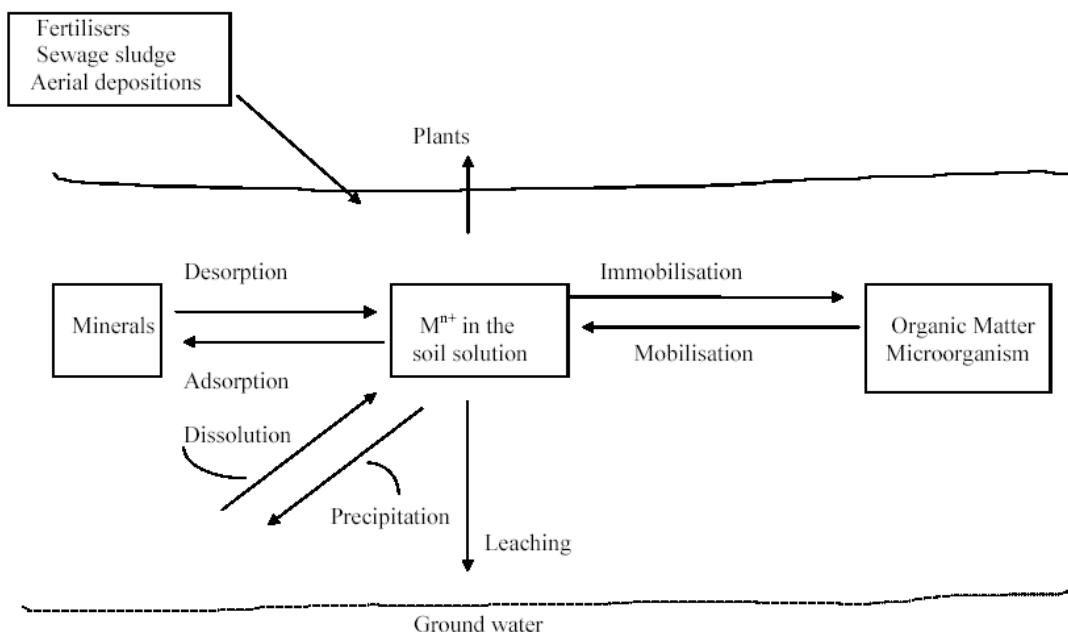 Fertilisers
Sewage sludge
Aerial depositions
Plants
Desorption
Immobilisation
Minerals
Mⁿ⁺ in the
soil solution
Organic Matter
Microorganism
Adsorption
Mobilisation
Dissolution
Precipitation
Leaching
Ground water